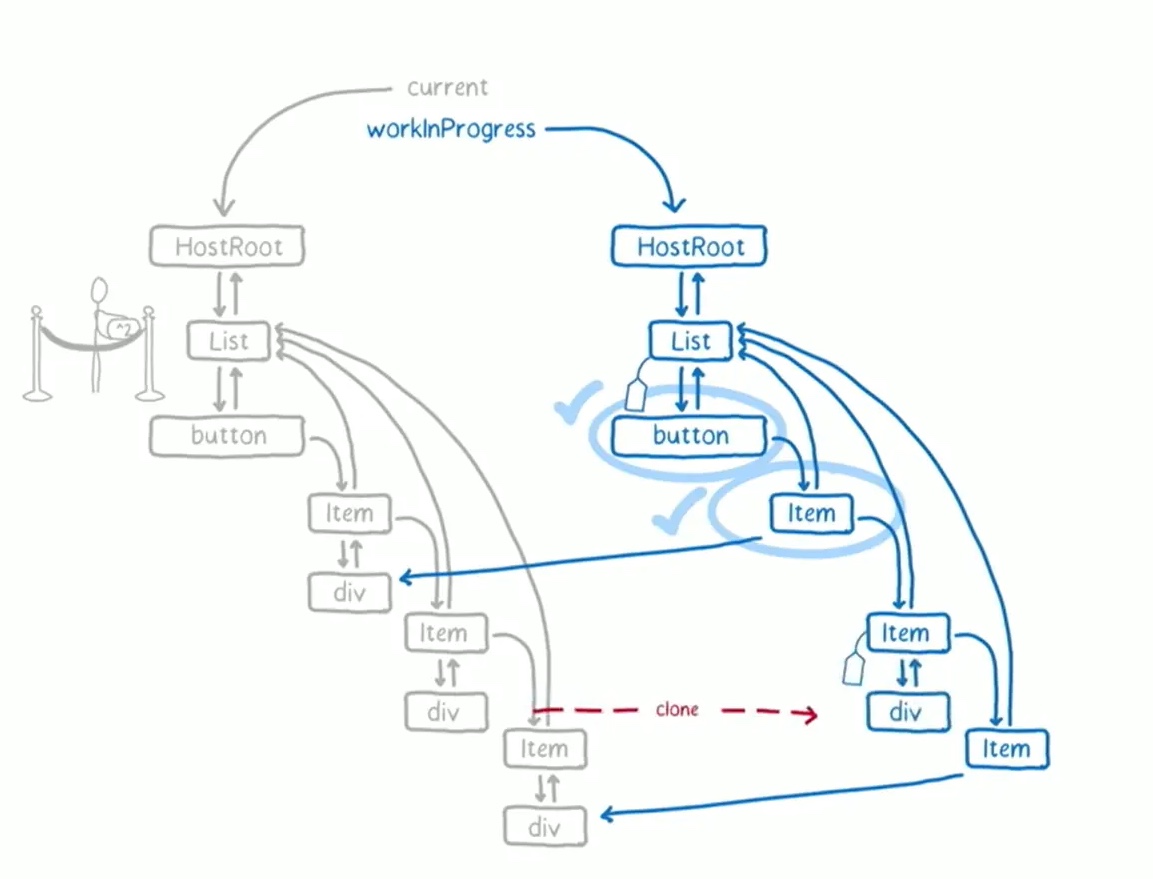 current
workInProgress
HostRoot
HostRoot
^2
List
List
button
button
Item
Item
div
Item
Item
div
clone
div
Item
Item
div